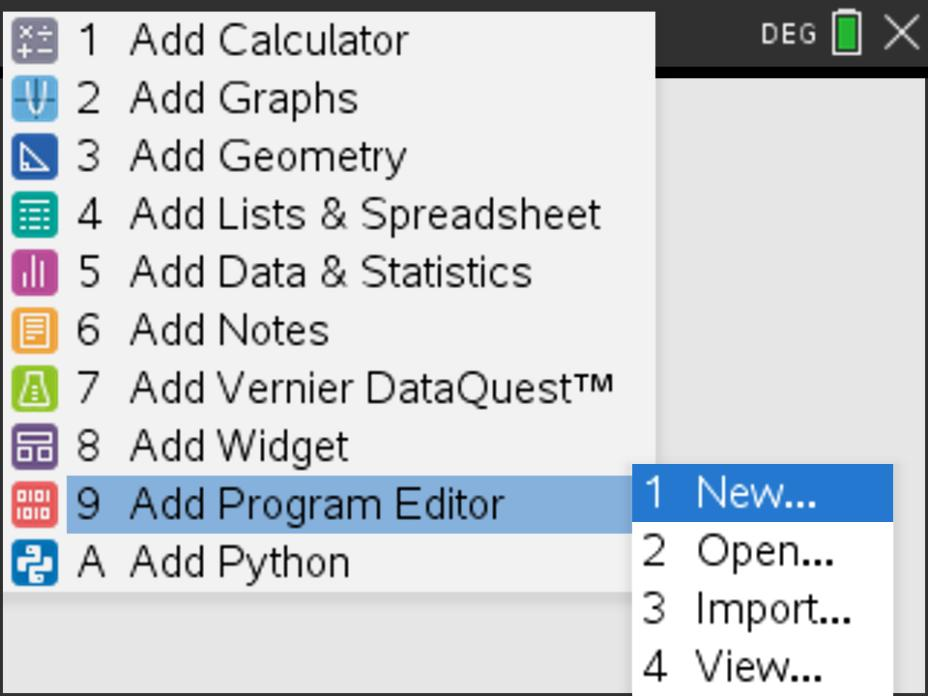 DEG
1 Add Calculator
2 Add Graphs
3 Add Geometry
4 Add Lists & Spreadsheet
5 Add Data & Statistics
6 Add Notes
7 Add Vernier DataQuest™
8 Add Widget
9 Add Program Editor
A Add Python
1 New...
2 Open...
3 Import...
4 View...